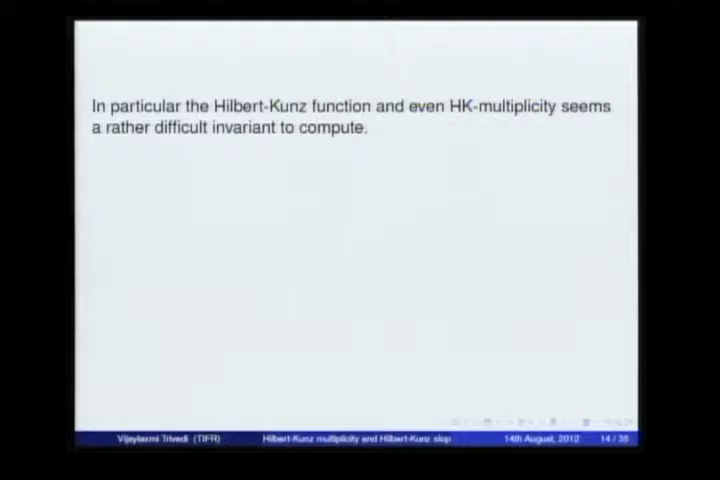 In particular the Hilbert-Kunz function and even HK-multiplicity seems
a rather difficult invariant to compute.
Vijaylaxmi Trivedi (TIFR) Hilbert-Kunz multiplicity and Hilbert-Kunz slop 14th August, 2012 14 / 35